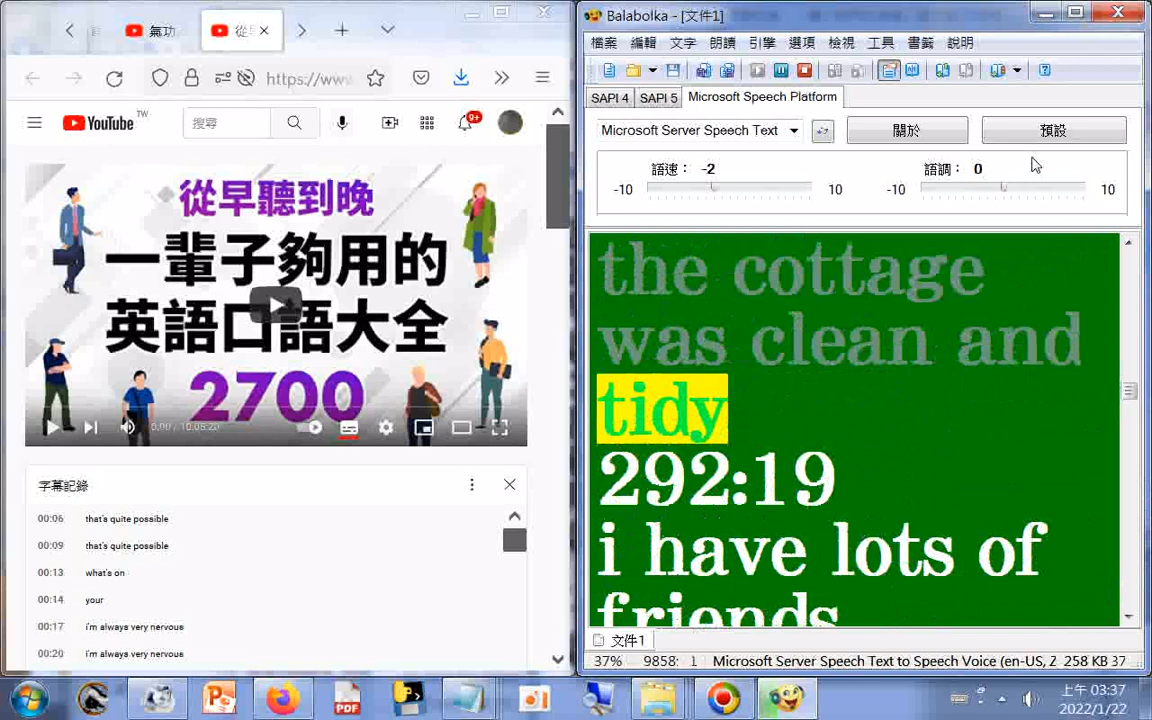 氣功
從
https://www
YouTube TW
搜尋
9+
從早聽到晚
一輩子夠用的
英語口語大全
2700
0:00 / 10:05:20
字幕記錄
00:06 that's quite possible
00:09 that's quite possible
00:13 what's on
00:14 your
00:17 i'm always very nervous
00:20 i'm always very nervous
Balabolka - [文件1]
檔案 編輯 文字 朗讀 引擎 選項 檢視 工具 書籤 說明
SAPI 4 SAPI 5 Microsoft Speech Platform
Microsoft Server Speech Text 關於 預設
語速： -2 語調： 0
-10 10 -10 10
the cottage
was clean and
tidy
292:19
i have lots of
friends
文件1
37% 9858: 1 Microsoft Server Speech Text to Speech Voice (en-US, Z 258 KB 37
PDF
上午 03:37
2022/1/22